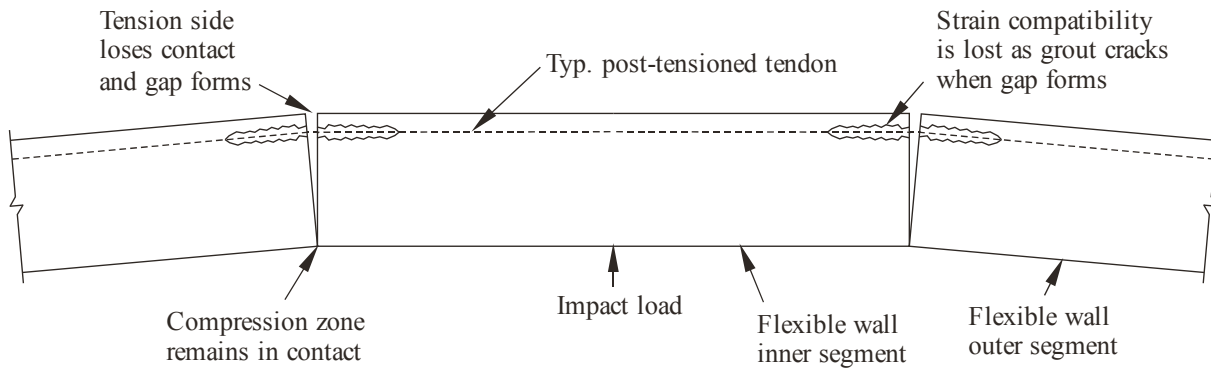 Tension side
loses contact
and gap forms
Typ. post-tensioned tendon
Strain compatibility
is lost as grout cracks
when gap forms
Compression zone
remains in contact
Impact load
Flexible wall
inner segment
Flexible wall
outer segment